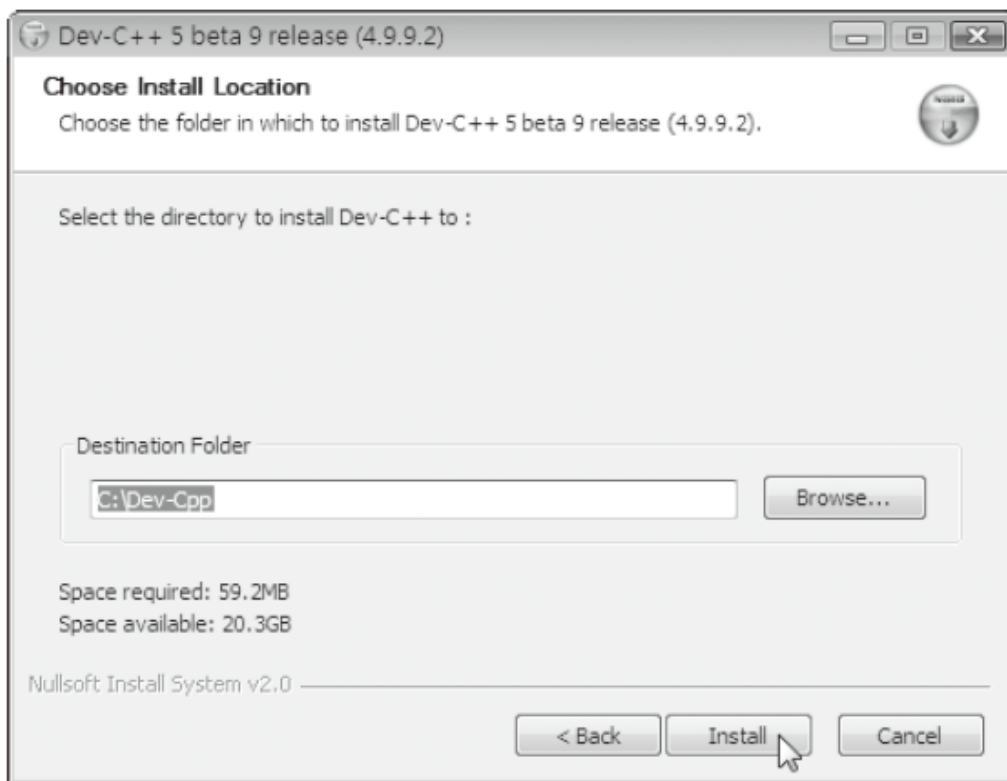 Dev-C++ 5 beta 9 release (4.9.9.2)
Choose Install Location
Choose the folder in which to install Dev-C++ 5 beta 9 release (4.9.9.2).
Select the directory to install Dev-C++ to :
Destination Folder
C:\Dev-Cpp
Browse...
Space required: 59.2MB
Space available: 20.3GB
Nullsoft Install System v2.0
< Back
Install
Cancel